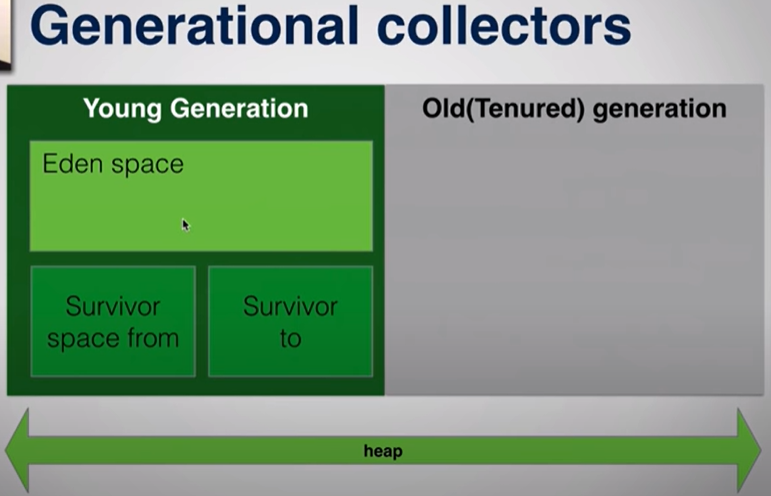 Generational collectors
Young Generation
Old(Tenured) generation
Eden space
Survivor
space from
Survivor
to
heap